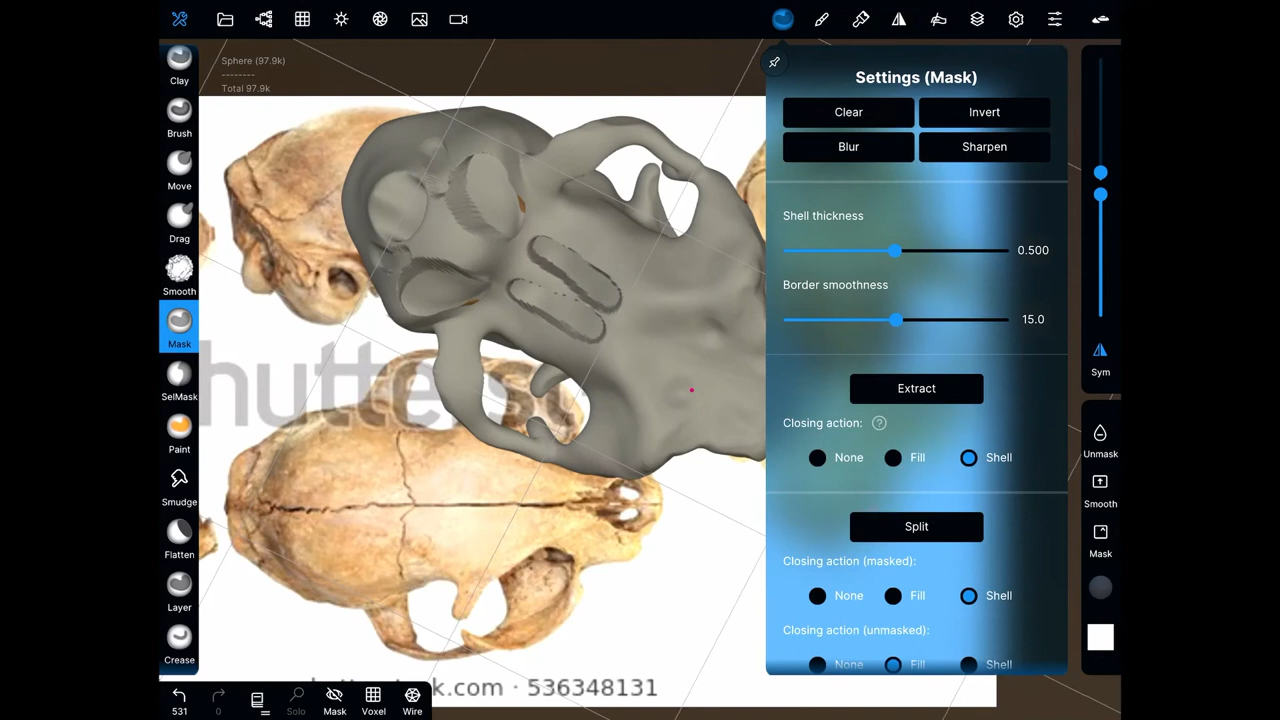 Sphere (97.9k)
--------
Total 97.9k
Clay
Brush
Move
Drag
Smooth
Mask
SelMask
Paint
Smudge
Flatten
Layer
Crease
Settings (Mask)
Clear
Invert
Blur
Sharpen
Shell thickness
0.500
Border smoothness
15.0
Extract
Closing action: ?
None Fill Shell
Split
Closing action (masked):
None Fill Shell
Closing action (unmasked):
None Fill Shell
Sym
Unmask
Smooth
Mask
hutters
k.com · 536348131
531
0
Solo
Mask
Voxel
Wire